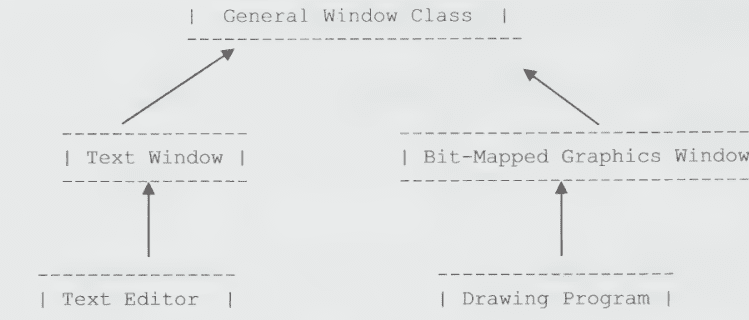 | General Window Class |
| Text Window |
| Bit-Mapped Graphics Window
| Text Editor |
| Drawing Program |